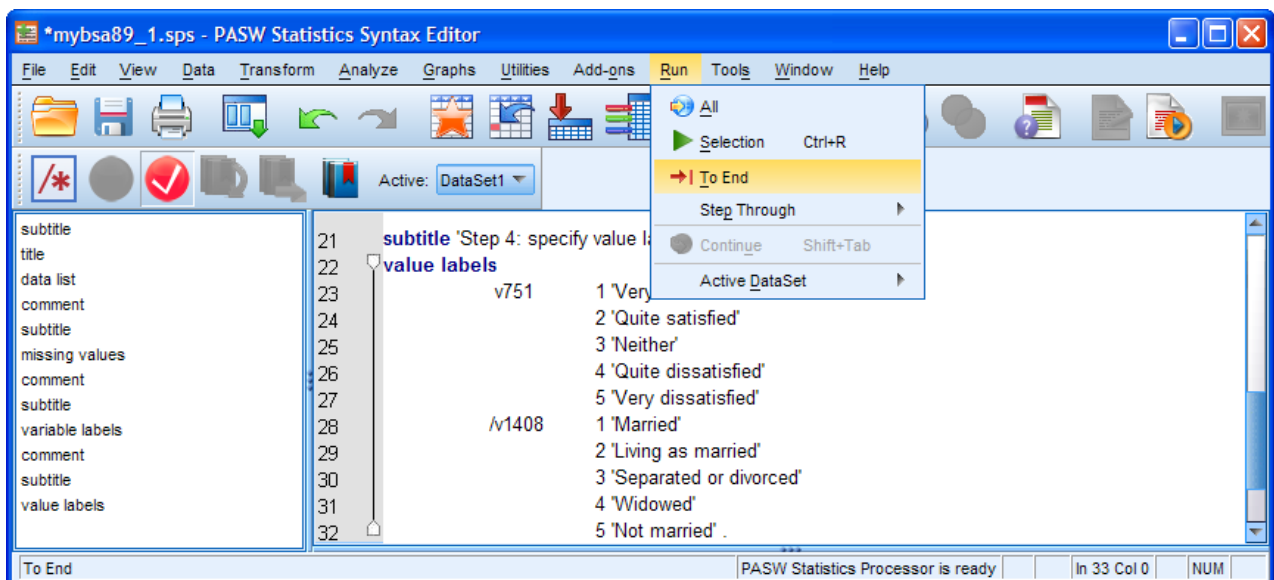 *mybsa89_1.sps - PASW Statistics Syntax Editor
File Edit View Data Transform Analyze Graphs Utilities Add-ons Run Tools Window Help
All
Selection Ctrl+R
To End
Step Through
Continue Shift+Tab
Active DataSet
Active: DataSet1
subtitle
title
data list
comment
subtitle
missing values
comment
subtitle
variable labels
comment
subtitle
value labels
21 subtitle 'Step 4: specify value
22 value labels
23 v751 1 'Very
24 2 'Quite satisfied'
25 3 'Neither'
26 4 'Quite dissatisfied'
27 5 'Very dissatisfied'
28 /v1408 1 'Married'
29 2 'Living as married'
30 3 'Separated or divorced'
31 4 'Widowed'
32 5 'Not married' .
To End PASW Statistics Processor is ready In 33 Col 0 NUM